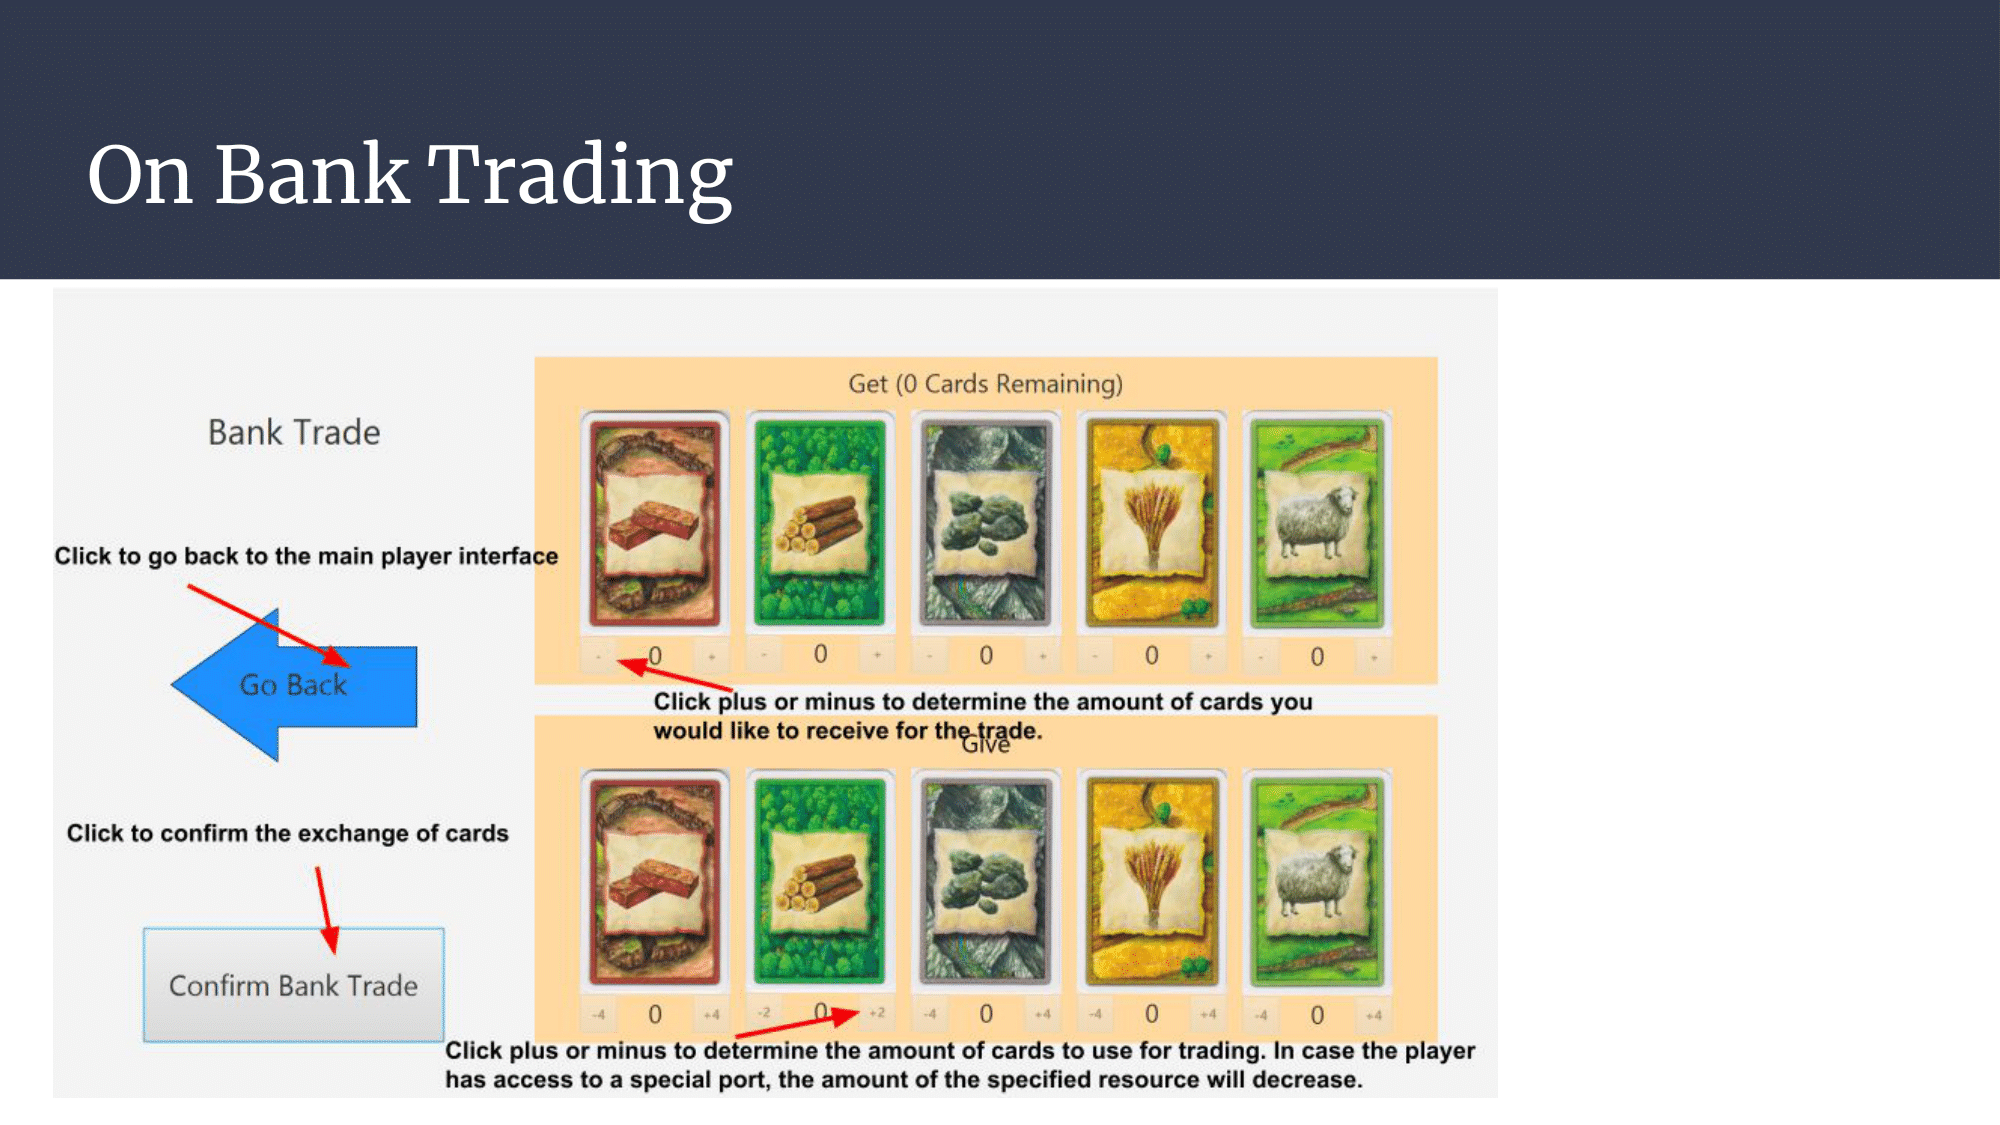 On Bank Trading
Get (0 Cards Remaining)
Bank Trade
Click to go back to the main player interface
Go Back
- 0 + - 0 + - 0 + - 0 + - 0 +
Click plus or minus to determine the amount of cards you
would like to receive for the trade.
Give
Click to confirm the exchange of cards
Confirm Bank Trade
-4 0 +4 -2 0 +2 -4 0 +4 -4 0 +4 -4 0 +4
Click plus or minus to determine the amount of cards to use for trading. In case the player
has access to a special port, the amount of the specified resource will decrease.